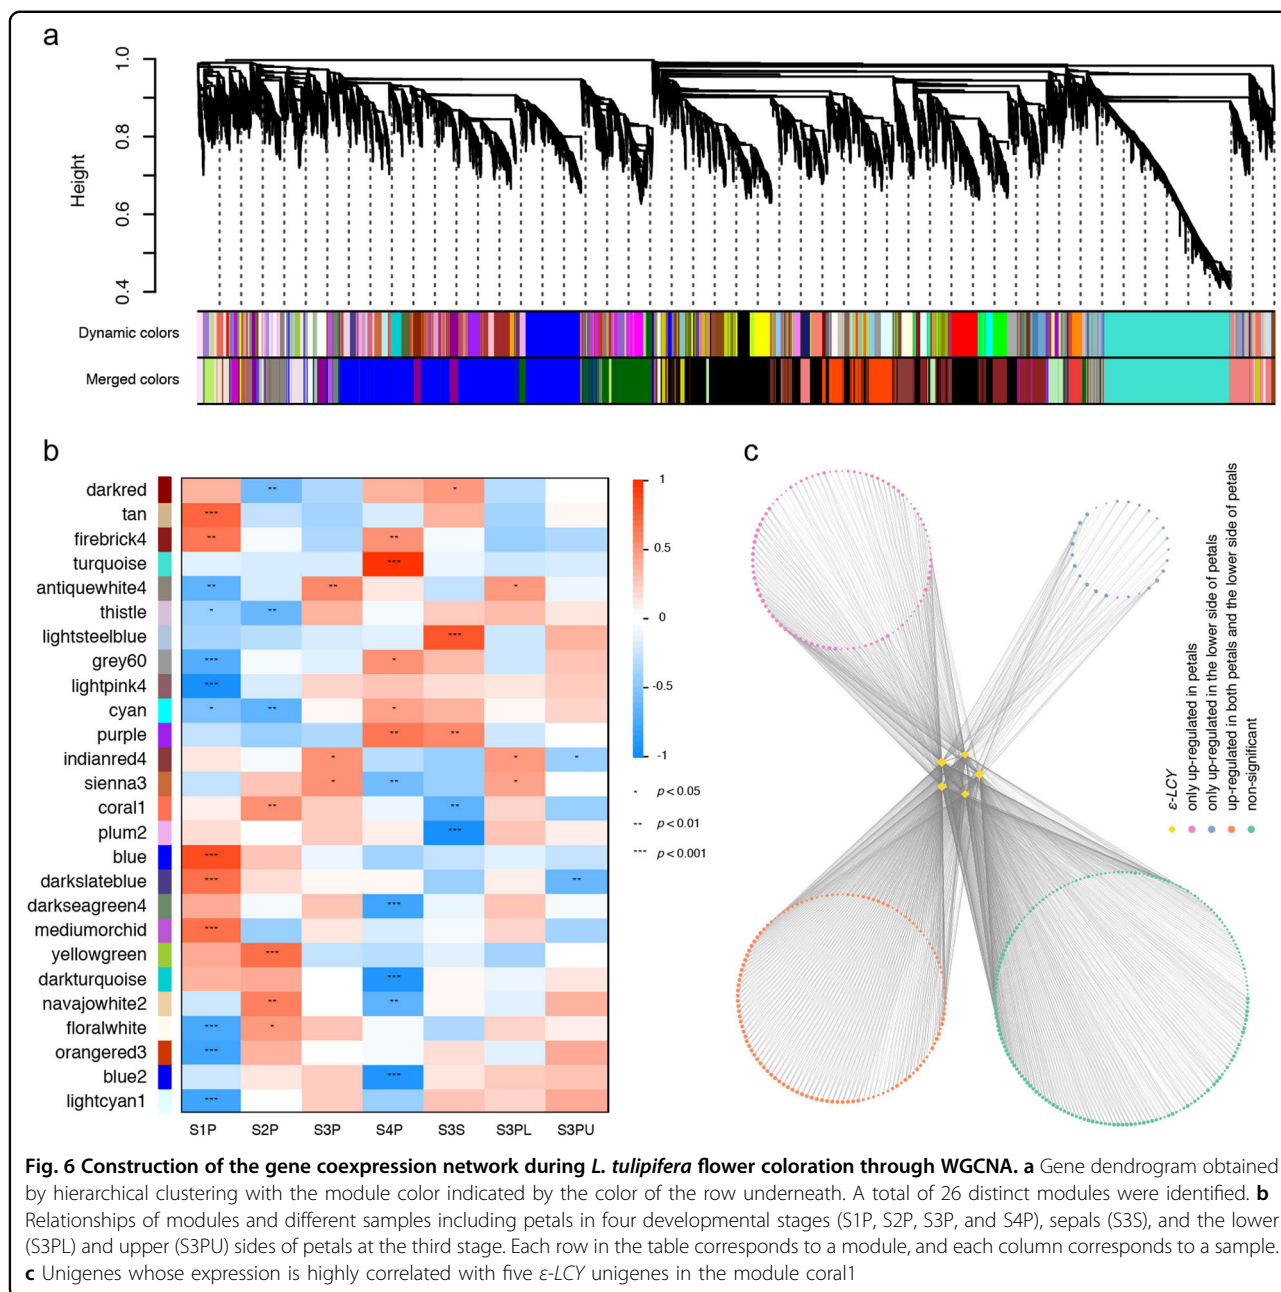 a
1.0
0.8
0.6
0.4
Height
Dynamic colors
Merged colors
b
darkred
tan
firebrick4
turquoise
antiquewhite4
thistle
lightsteelblue
grey60
lightpink4
cyan
purple
indianred4
sienna3
coral1
plum2
blue
darkslateblue
darkseagreen4
mediumorchid
yellowgreen
darkturquoise
navajowhite2
floralwhite
orangered3
blue2
lightcyan1
S1P S2P S3P S4P S3S S3PL S3PU
1
0.5
0
-0.5
-1
* p < 0.05
** p < 0.01
*** p < 0.001
c
ε-LCY
only up-regulated in petals
only up-regulated in the lower side of petals
up-regulated in both petals and the lower side of petals
non-significant
Fig. 6 Construction of the gene coexpression network during L. tulipifera flower coloration through WGCNA. a Gene dendrogram obtained
by hierarchical clustering with the module color indicated by the color of the row underneath. A total of 26 distinct modules were identified. b
Relationships of modules and different samples including petals in four developmental stages (S1P, S2P, S3P, and S4P), sepals (S3S), and the lower
(S3PL) and upper (S3PU) sides of petals at the third stage. Each row in the table corresponds to a module, and each column corresponds to a sample.
c Unigenes whose expression is highly correlated with five ε-LCY unigenes in the module coral1